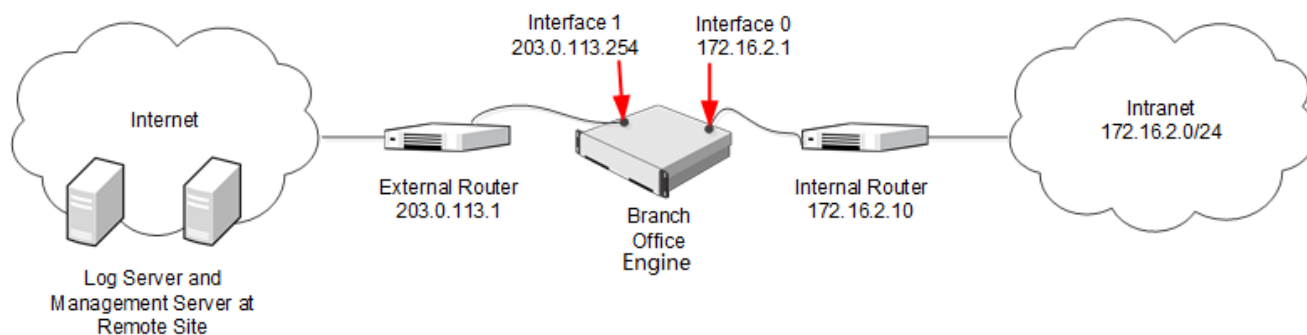 Interface 1
203.0.113.254
Interface 0
172.16.2.1
Internet
Intranet
172.16.2.0/24
External Router
203.0.113.1
Branch
Office
Engine
Internal Router
172.16.2.10
Log Server and
Management Server at
Remote Site